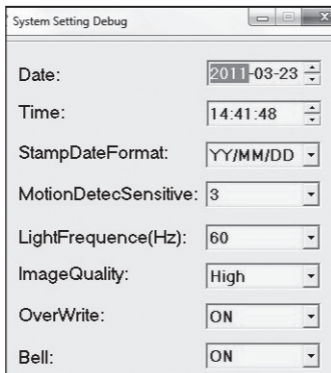 System Setting Debug
Date: 2011-03-23
Time: 14:41:48
StampDateFormat: YY/MM/DD
MotionDetecSensitive: 3
LightFrequence(Hz): 60
ImageQuality: High
OverWrite: ON
Bell: ON